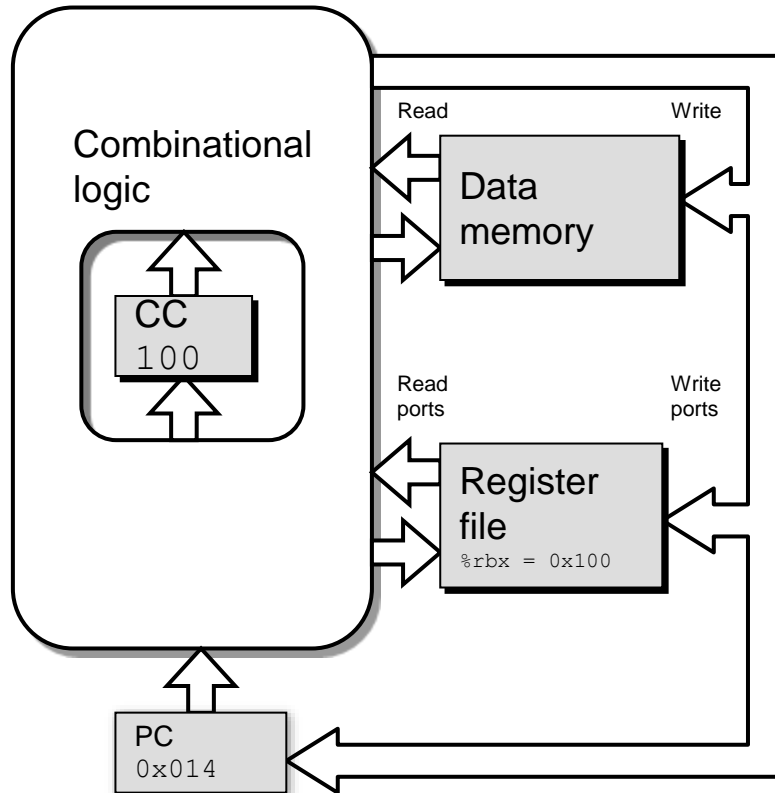 Combinational
logic
Read
Write
Data
memory
CC
100
Read
ports
Write
ports
Register
file
%rbx = 0x100
PC
0x014